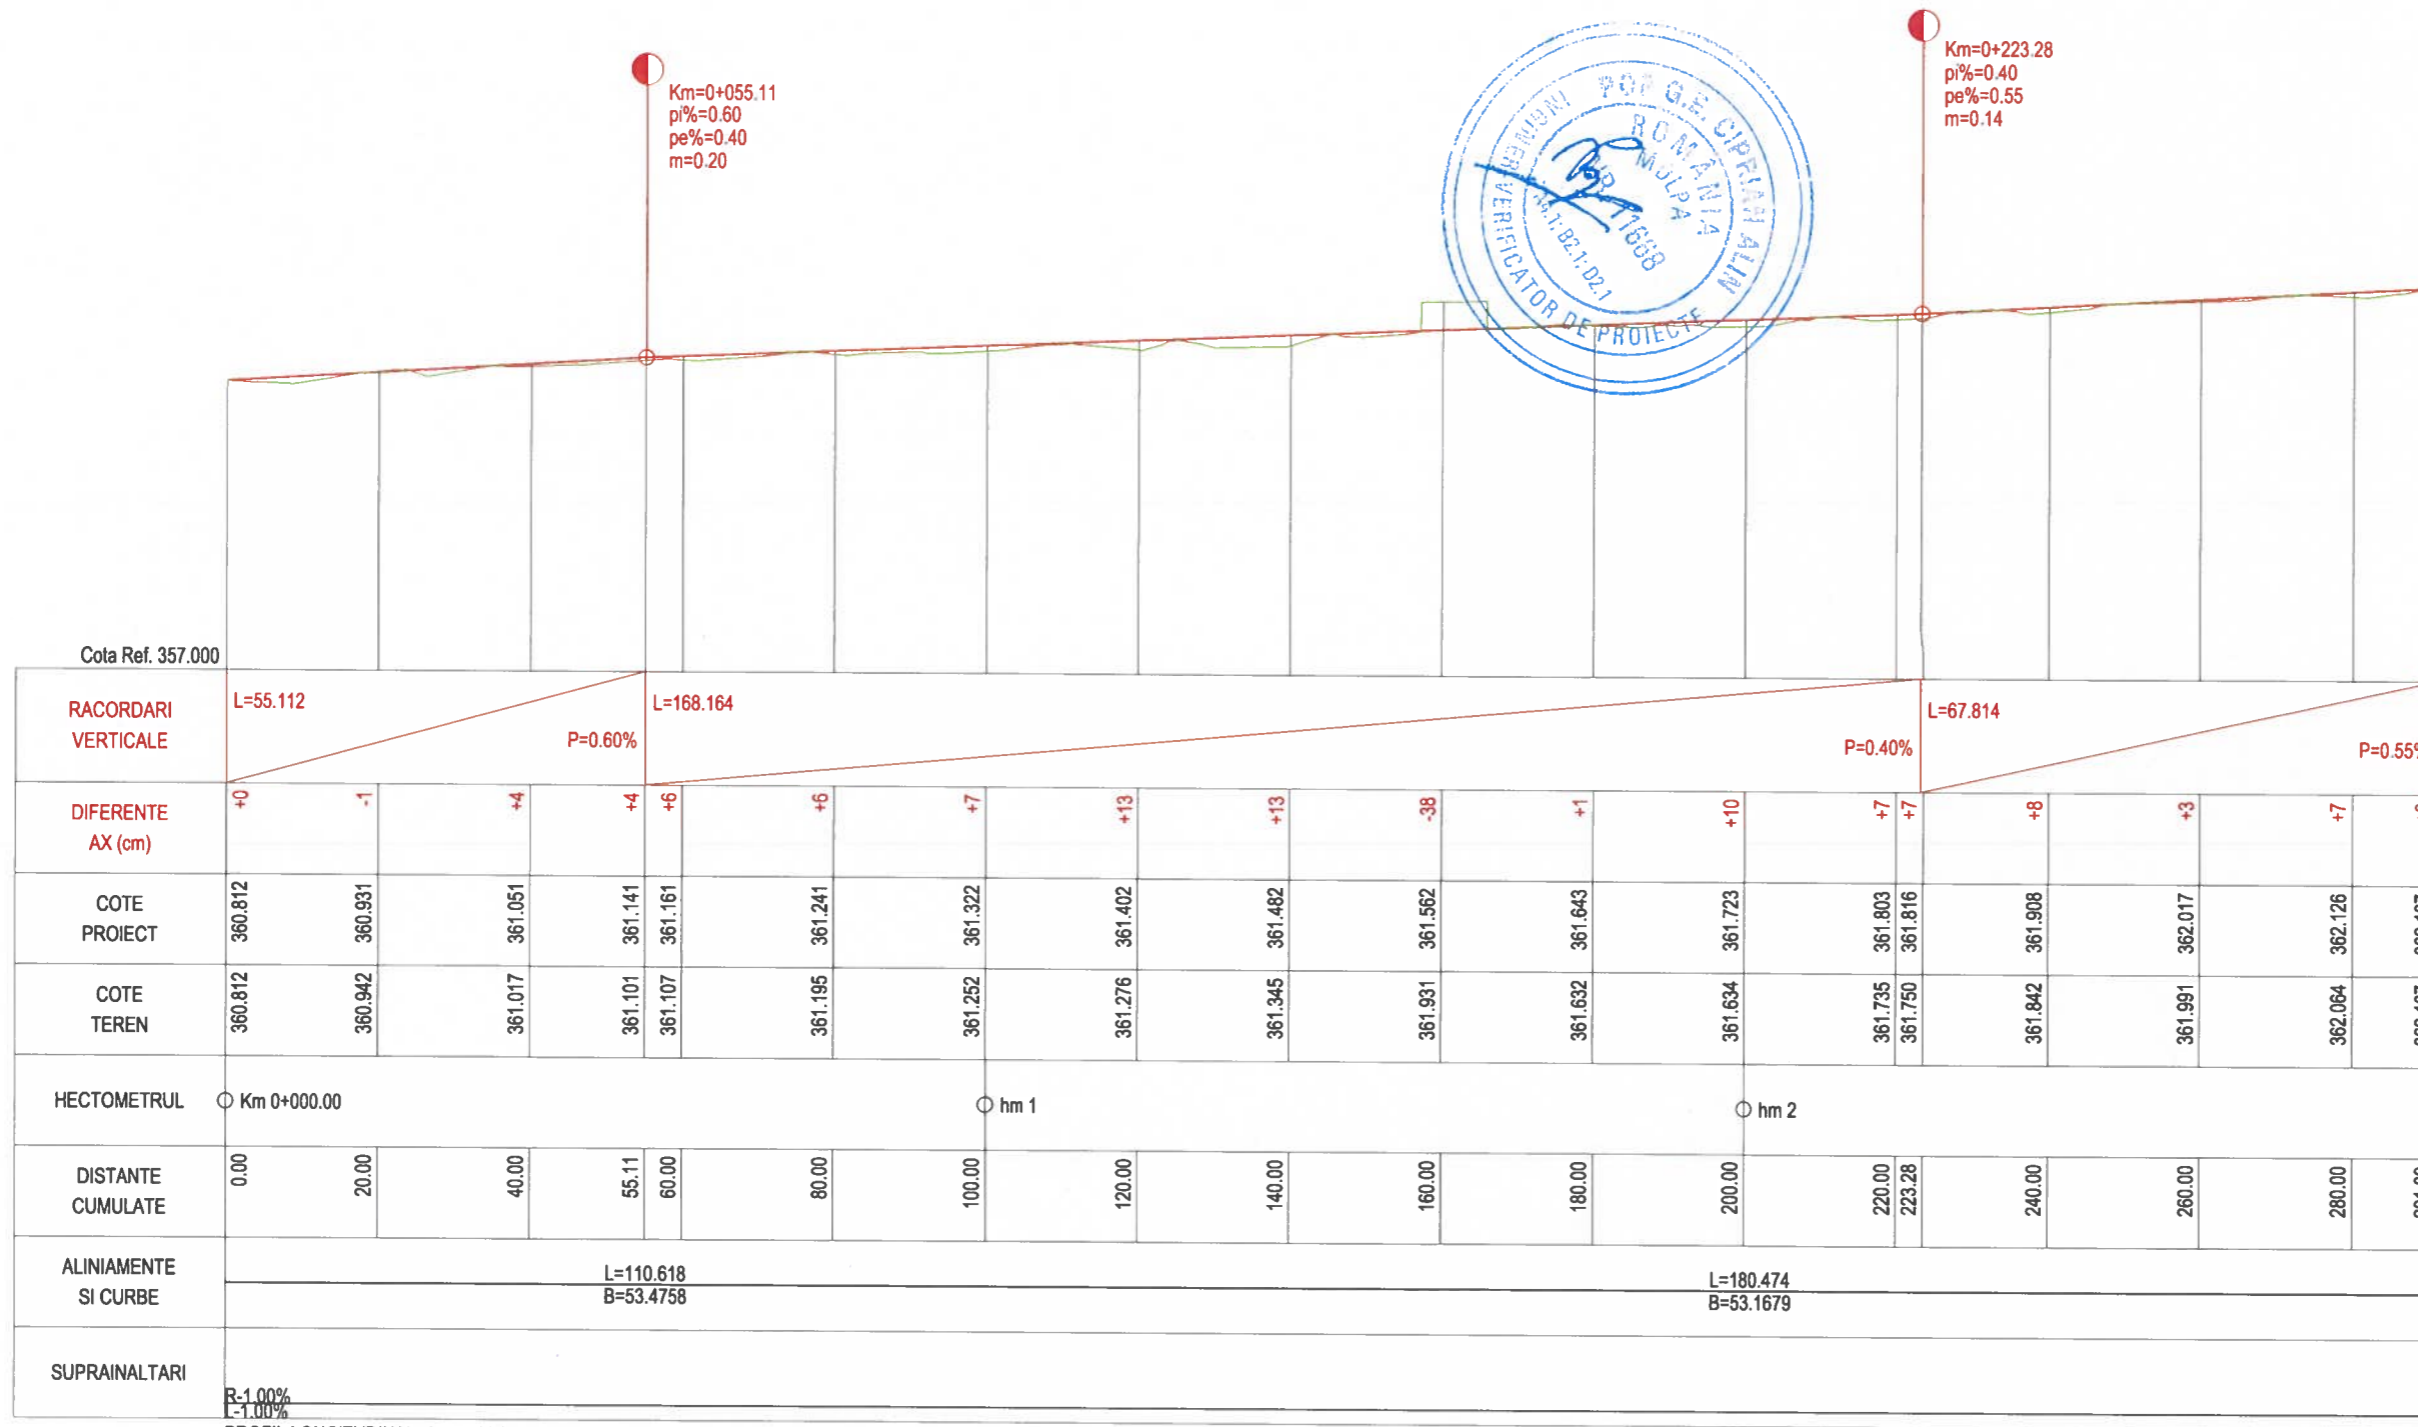 Km=0+055.11
pi%=0.60
pe%=0.40
m=0.20
Km=0+223.28
pi%=0.40
pe%=0.55
m=0.14
POP G.E. CIPRIAN ALIN
VERIFICATOR DE PROIECTE
ROMÂNIA
MDLPA
A4.1; B2.1; D2.1
Cota Ref. 357.000
RACORDARI
VERTICALE
L=55.112
P=0.60%
L=168.164
P=0.40%
L=67.814
DIFERENTE
AX (cm)
+0 -1 +4 +4 +6 +6 +7 +13 +13 -38 +1 +10 +7 +7 +8 +3 +7
COTE
PROIECT
360.812 360.931 361.051 361.141 361.161 361.241 361.322 361.402 361.482 361.562 361.643 361.723 361.803 361.816 361.908 362.017 362.126
COTE
TEREN
360.812 360.942 361.017 361.101 361.107 361.195 361.252 361.276 361.345 361.931 361.632 361.634 361.735 361.750 361.842 361.991 362.064
HECTOMETRUL
Km 0+000.00 hm 1 hm 2
DISTANTE
CUMULATE
0.00 20.00 40.00 55.11 60.00 80.00 100.00 120.00 140.00 160.00 180.00 200.00 220.00 223.28 240.00 260.00 280.00
ALINIAMENTE
SI CURBE
L=110.618
B=53.4758
L=180.474
B=53.1679
SUPRAINALTARI
R-1.00%
L-1.00%